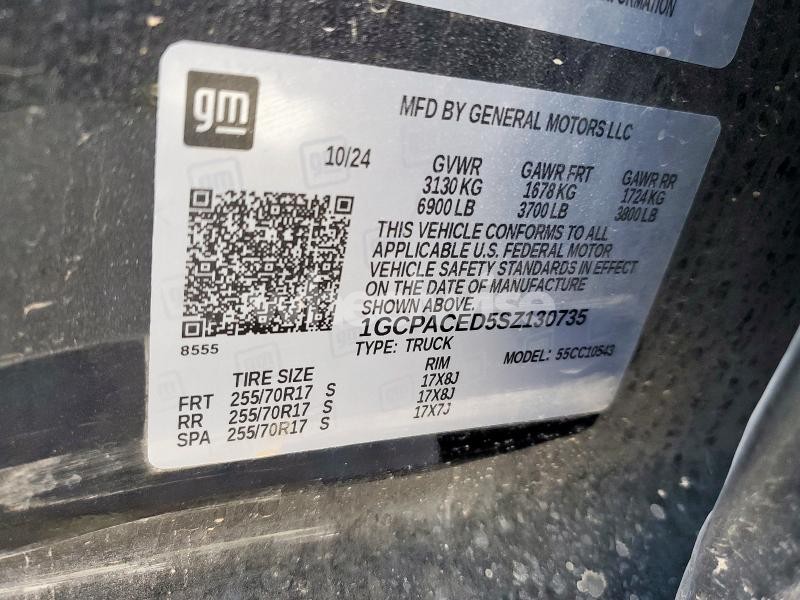 INFORMATION
gm
MFD BY GENERAL MOTORS LLC
10/24
GVWR GAWR FRT GAWR RR
3130 KG 1678 KG 1724 KG
6900 LB 3700 LB 3800 LB
THIS VEHICLE CONFORMS TO ALL
APPLICABLE U.S. FEDERAL MOTOR
VEHICLE SAFETY STANDARDS IN EFFECT
ON THE DATE OF MANUFACTURE
SHOWN ABOVE.
1GCPACED5SZ130735
8555
TYPE: TRUCK
MODEL: 55CC10543
TIRE SIZE RIM
FRT 255/70R17 S 17X8J
RR 255/70R17 S 17X8J
SPA 255/70R17 S 17X7J